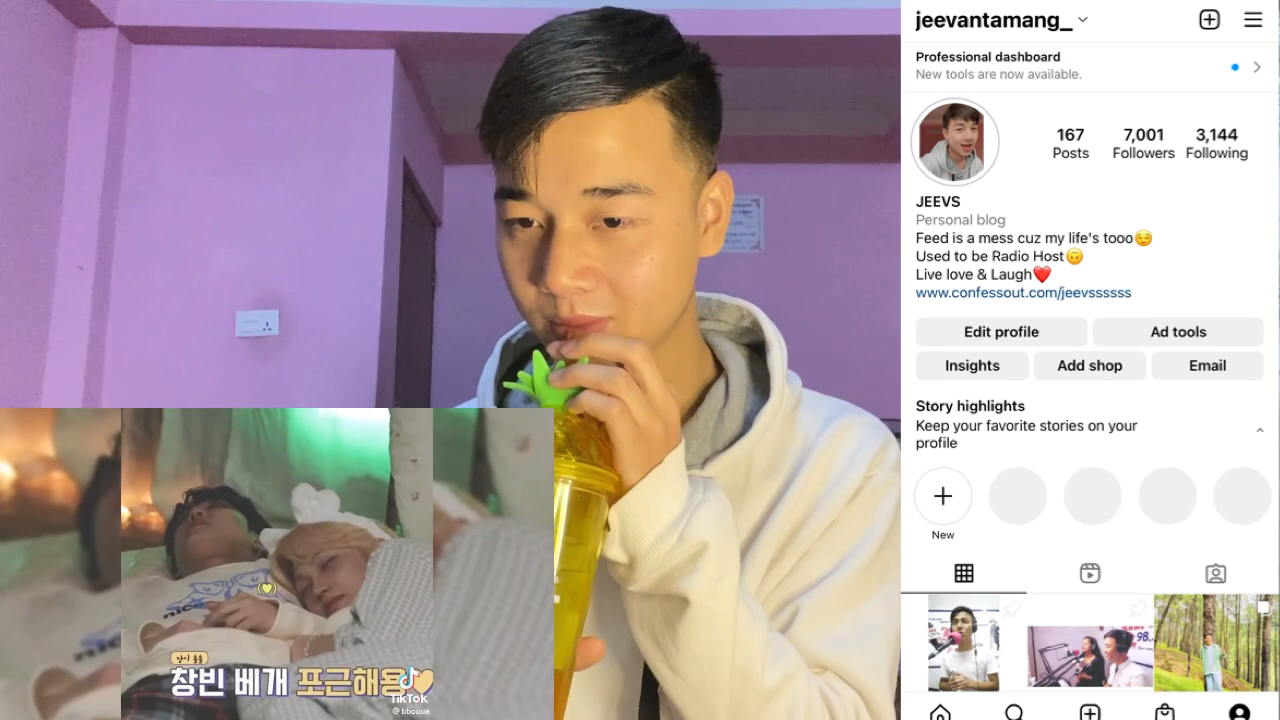 jeevantamang_
Professional dashboard
New tools are now available.
167
Posts
7,001
Followers
3,144
Following
JEEVS
Personal blog
Feed is a mess cuz my life's tooo😌
Used to be Radio Host🙃
Live love & Laugh❤️
www.confessout.com/jeevssssss
Edit profile
Ad tools
Insights
Add shop
Email
Story highlights
Keep your favorite stories on your
profile
New
98.
nice
창빈 베개 포근해용
TikTok
@bbooua